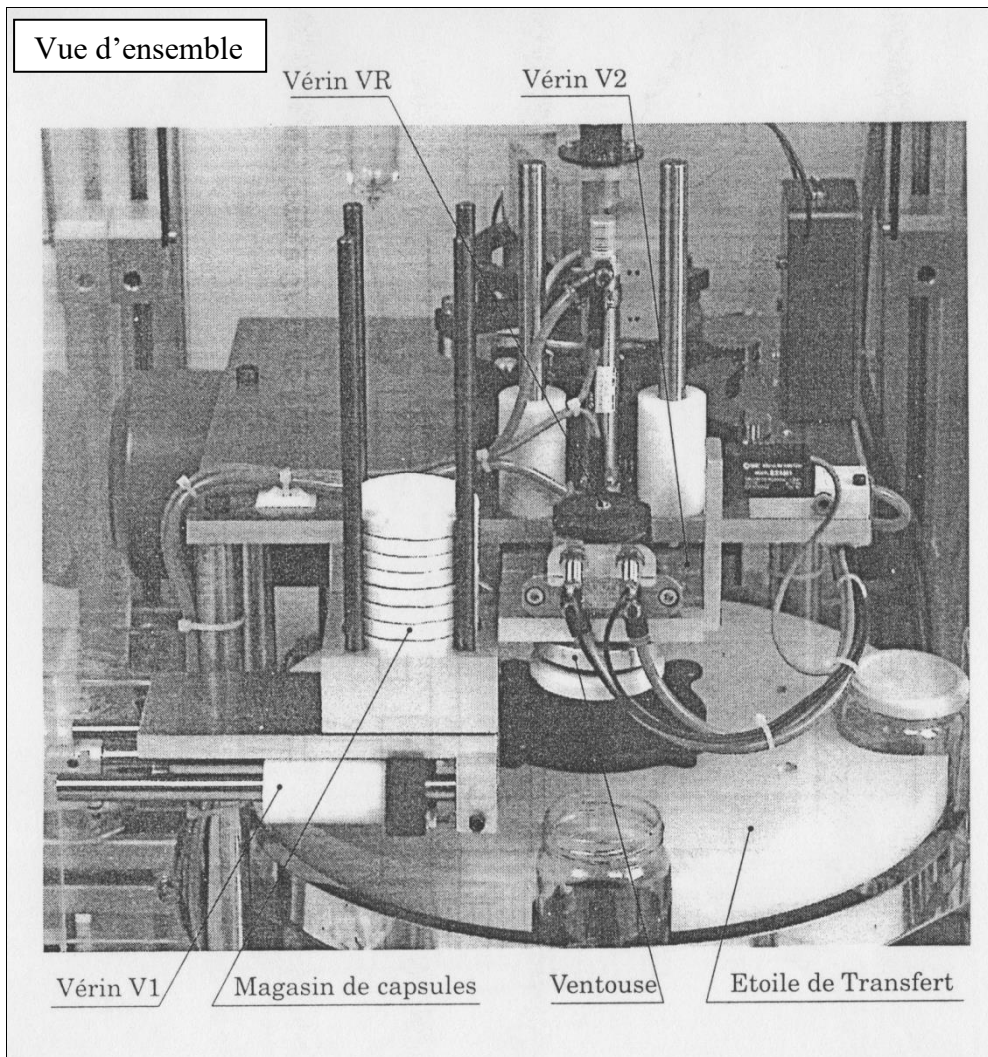 Vue d'ensemble
Vérin VR
Vérin V2
Vérin V1
Magasin de capsules
Ventouse
Etoile de Transfert